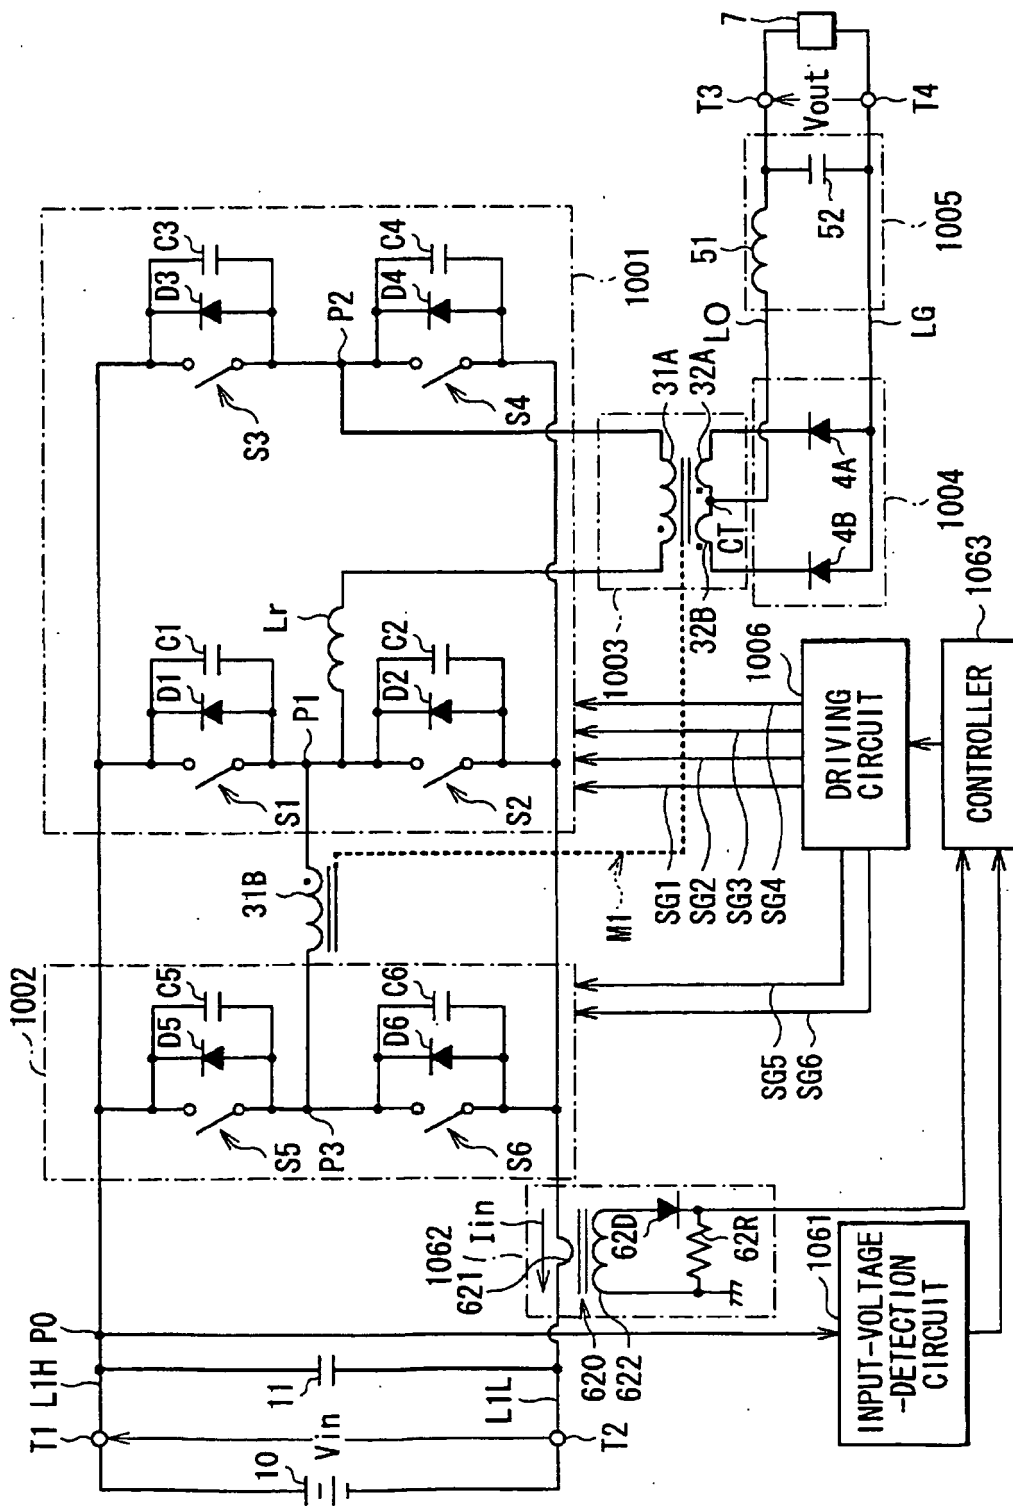 T1
L1H
P0
10
Vin
11
L1L
T2
1002
S5
D5
C5
P3
S6
D6
C6
31B
S1
D1
C1
P1
Lr
S2
D2
C2
S3
D3
C3
P2
S4
D4
C4
1001
1062
Iin
621
620
622
62D
62R
M1
1003
31A
32A
32B
CT
LO
LG
4A
4B
1004
51
52
1005
T3
Vout
T4
7
SG1
SG2
SG3
SG4
SG5
SG6
1006
DRIVING
CIRCUIT
1063
CONTROLLER
1061
INPUT-VOLTAGE
-DETECTION
CIRCUIT